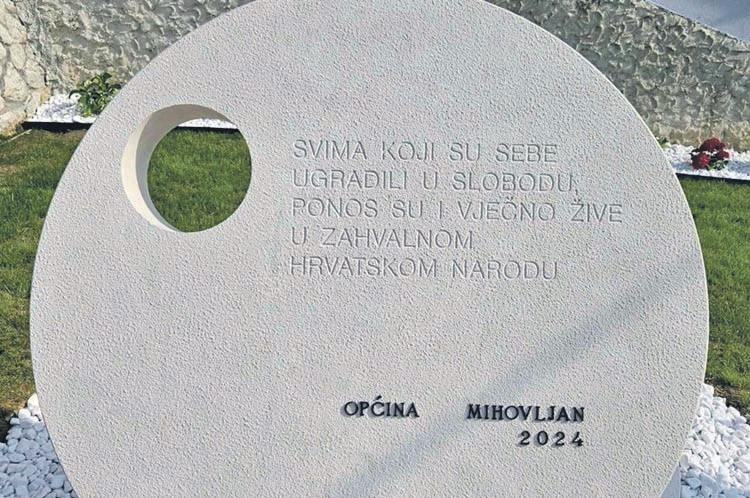 SVIMA KOJI SU SEBE
UGRADILI U SLOBODU,
PONOS SU I VJEČNO ŽIVE
U ZAHVALNOM
HRVATSKOM NARODU
OPĆINA MIHOVLJAN
2024